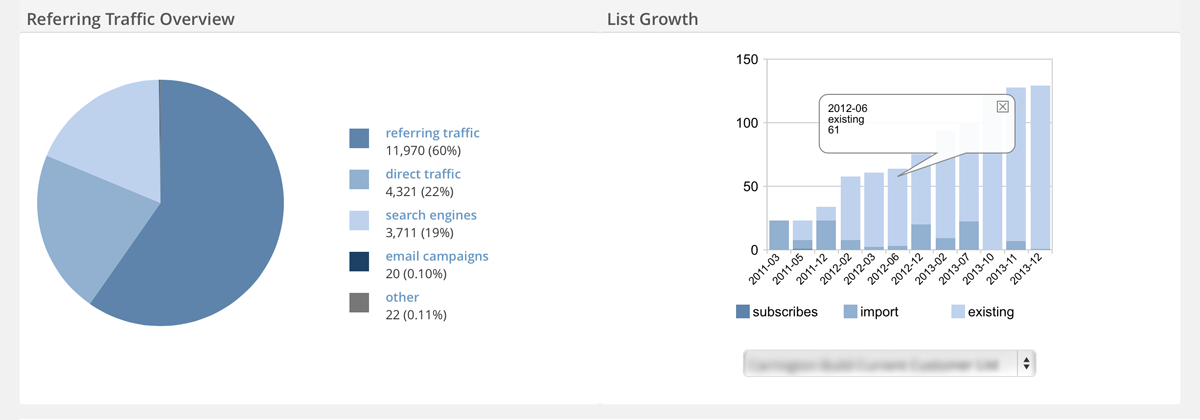 Referring Traffic Overview
referring traffic
11,970 (60%)
direct traffic
4,321 (22%)
search engines
3,711 (19%)
email campaigns
20 (0.10%)
other
22 (0.11%)
List Growth
150
100
50
0
2012-06
existing
61
2011-03
2011-05
2011-12
2012-02
2012-03
2012-06
2012-12
2013-02
2013-07
2013-10
2013-11
2013-12
subscribes
import
existing